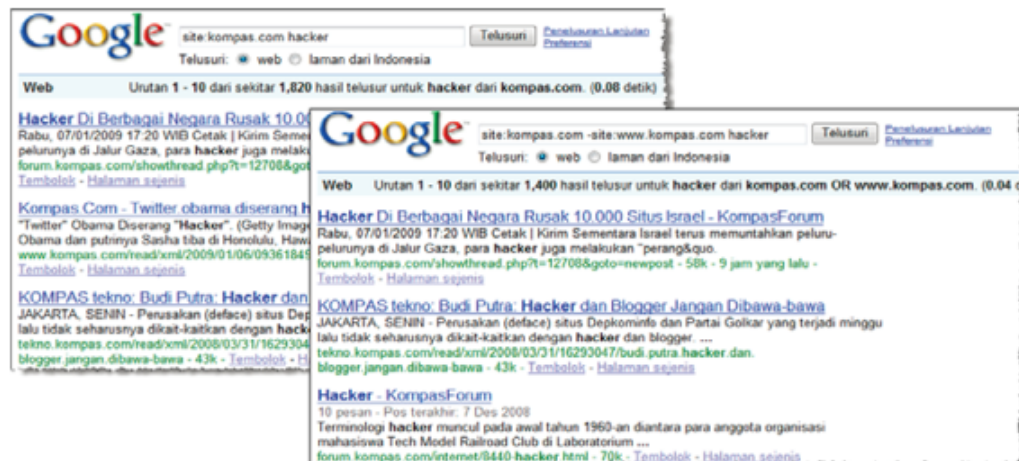 Google
site:kompas.com hacker
Telusuri
Penelusuran Lanjutan
Preferensi
Telusuri: web laman dari Indonesia
Web Urutan 1 - 10 dari sekitar 1,820 hasil telusur untuk hacker dari kompas.com. (0.08 detik)
Hacker Di Berbagai Negara Rusak 10.00
Rabu, 07/01/2009 17:20 WIB Cetak | Kirim Semen
pelurunya di Jalur Gaza, para hacker juga melaku
forum.kompas.com/showthread.php?t=12708&got
Tembolok - Halaman sejenis
Kompas Com - Twitter obama diserang h
"Twitter" Obama Diserang "Hacker". (Getty Image
Obama dan putrinya Sasha tiba di Honolulu, Hawa
www.kompas.com/read/xml/2009/01/06/09361849
Tembolok - Halaman sejenis
KOMPAS tekno: Budi Putra: Hacker dan
JAKARTA, SENIN - Perusakan (deface) situs Dep
lalu tidak seharusnya dikait-kaitkan dengan hacke
tekno.kompas.com/read/xml/2008/03/31/1629304
blogger.jangan.dibawa-bawa - 43k - Tembolok - H
Google
site:kompas.com -site:www.kompas.com hacker
Telusuri
Penelusuran Lanjutan
Preferensi
Telusuri: web laman dari Indonesia
Web Urutan 1 - 10 dari sekitar 1,400 hasil telusur untuk hacker dari kompas.com OR www.kompas.com. (0.04 d
Hacker Di Berbagai Negara Rusak 10.000 Situs Israel - KompasForum
Rabu, 07/01/2009 17:20 WIB Cetak | Kirim Sementara Israel terus memuntahkan peluru-
pelurunya di Jalur Gaza, para hacker juga melakukan "perang&quo.
forum.kompas.com/showthread.php?t=12708&goto=newpost - 58k - 9 jam yang lalu -
Tembolok - Halaman sejenis
KOMPAS tekno: Budi Putra: Hacker dan Blogger Jangan Dibawa-bawa
JAKARTA, SENIN - Perusakan (deface) situs Depkominfo dan Partai Golkar yang terjadi minggu
lalu tidak seharusnya dikait-kaitkan dengan hacker dan blogger. ...
tekno.kompas.com/read/xml/2008/03/31/16293047/budi.putra.hacker.dan.
blogger.jangan.dibawa-bawa - 43k - Tembolok - Halaman sejenis
Hacker - KompasForum
10 pesan - Pos terakhir: 7 Des 2008
Terminologi hacker muncul pada awal tahun 1960-an diantara para anggota organisasi
mahasiswa Tech Model Railroad Club di Laboratorium ...
forum.kompas.com/internet/8440-hacker.html - 70k - Tembolok - Halaman sejenis